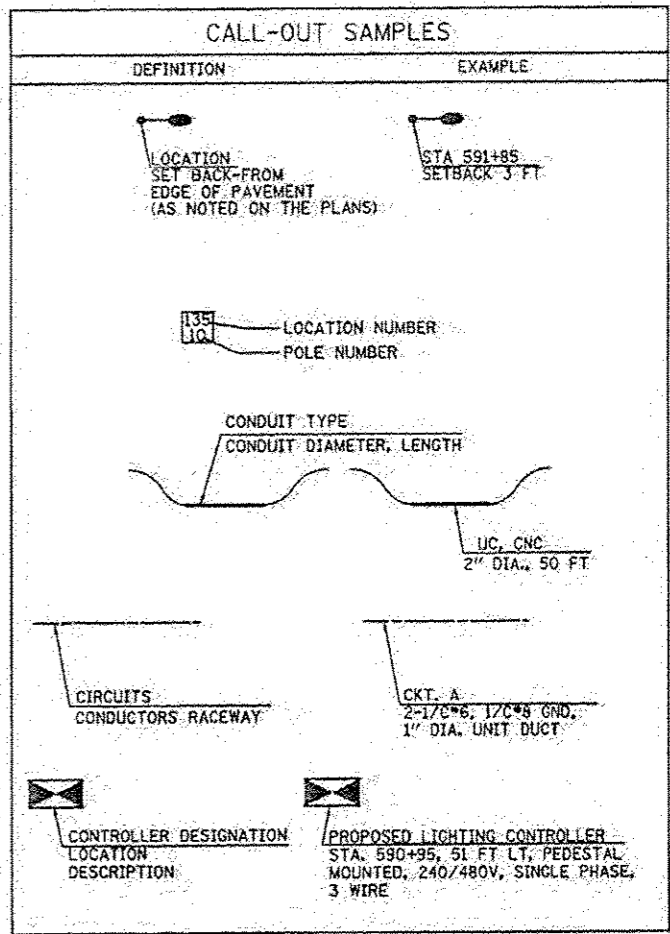 CALL-OUT SAMPLES
DEFINITION
EXAMPLE
LOCATION
SET BACK-FROM
EDGE OF PAVEMENT
(AS NOTED ON THE PLANS)
STA 591+85
SETBACK 3 FT
135
10
LOCATION NUMBER
POLE NUMBER
CONDUIT TYPE
CONDUIT DIAMETER, LENGTH
UC, CNC
2" DIA., 50 FT
CIRCUITS
CONDUCTORS RACEWAY
CKT. A
2-1/C#6, 1/C#8 GND,
1" DIA. UNIT DUCT
CONTROLLER DESIGNATION
LOCATION
DESCRIPTION
PROPOSED LIGHTING CONTROLLER
STA. 590+95, 51 FT LT, PEDESTAL
MOUNTED, 240/480V, SINGLE PHASE,
3 WIRE